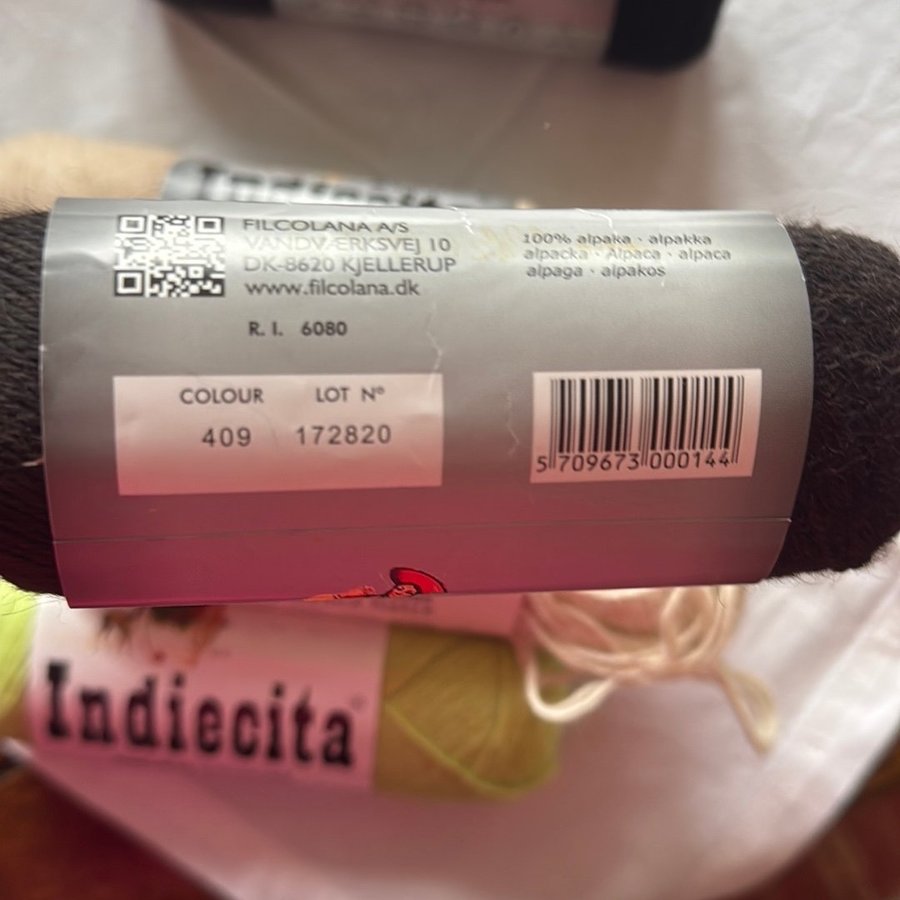 FILCOLANA A/S
VANDVÆRKSVEJ 10
DK-8620 KJELLERUP
www.filcolana.dk
R. I. 6080
100% alpaka · alpakka
alpacka · Alpaca · alpaca
alpaga · alpakos
COLOUR LOT Nº
409 172820
5 709673 000144
Indiecita